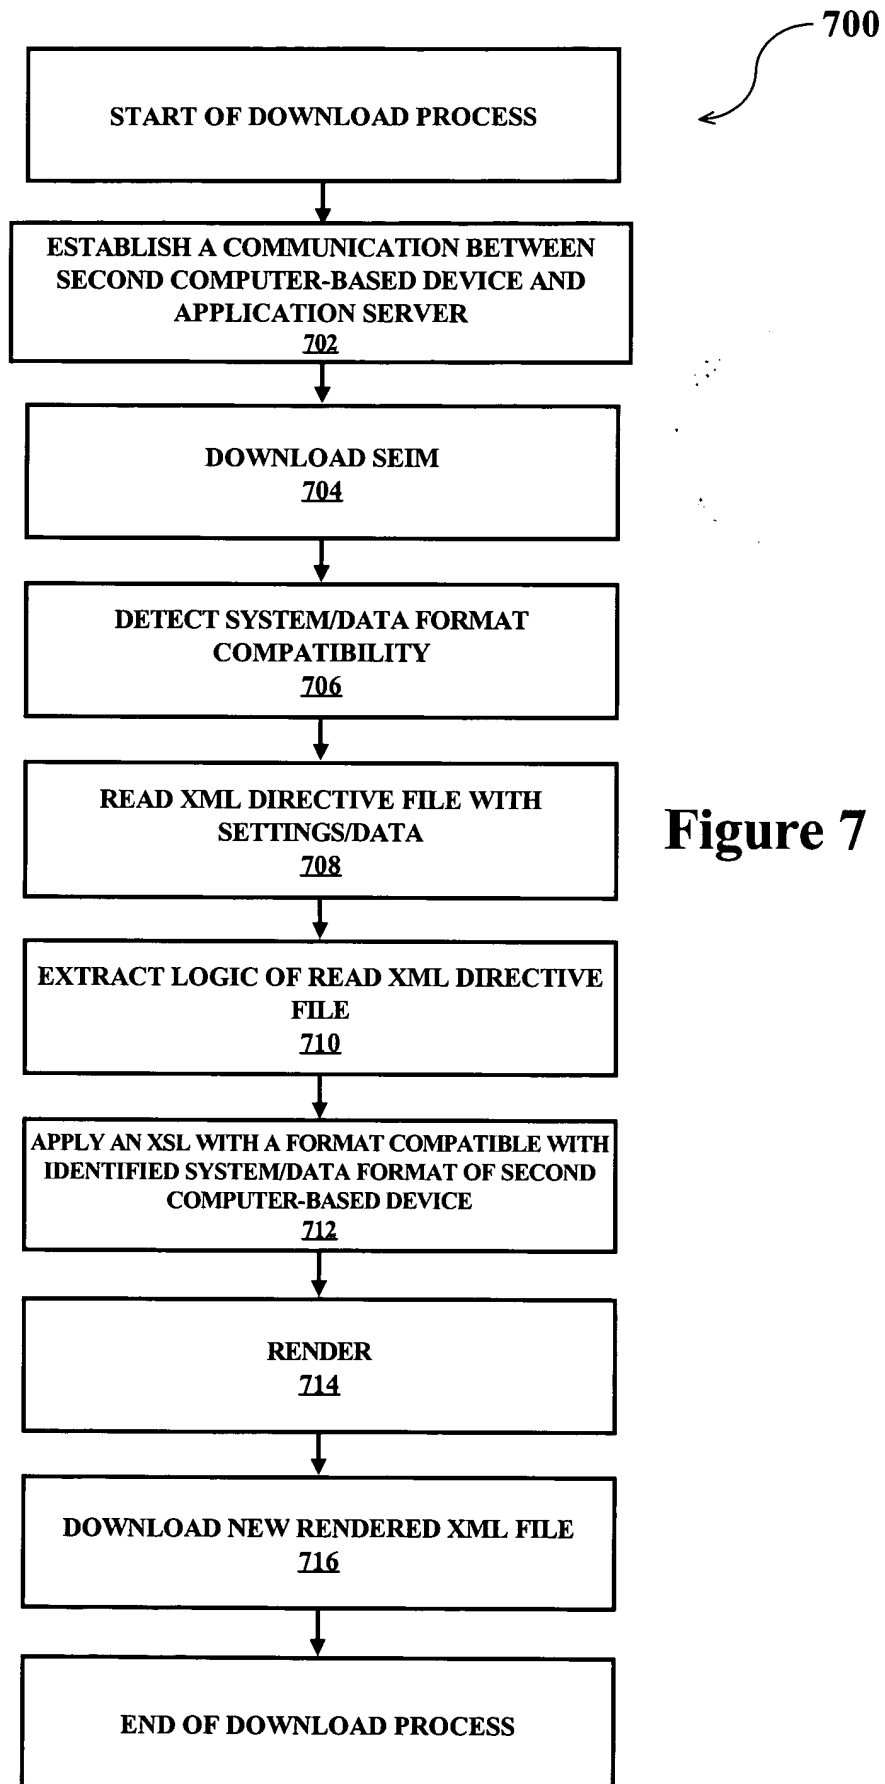 700
START OF DOWNLOAD PROCESS
ESTABLISH A COMMUNICATION BETWEEN
SECOND COMPUTER-BASED DEVICE AND
APPLICATION SERVER
702
DOWNLOAD SEIM
704
DETECT SYSTEM/DATA FORMAT
COMPATIBILITY
706
READ XML DIRECTIVE FILE WITH
SETTINGS/DATA
708
Figure 7
EXTRACT LOGIC OF READ XML DIRECTIVE
FILE
710
APPLY AN XSL WITH A FORMAT COMPATIBLE WITH
IDENTIFIED SYSTEM/DATA FORMAT OF SECOND
COMPUTER-BASED DEVICE
712
RENDER
714
DOWNLOAD NEW RENDERED XML FILE
716
END OF DOWNLOAD PROCESS